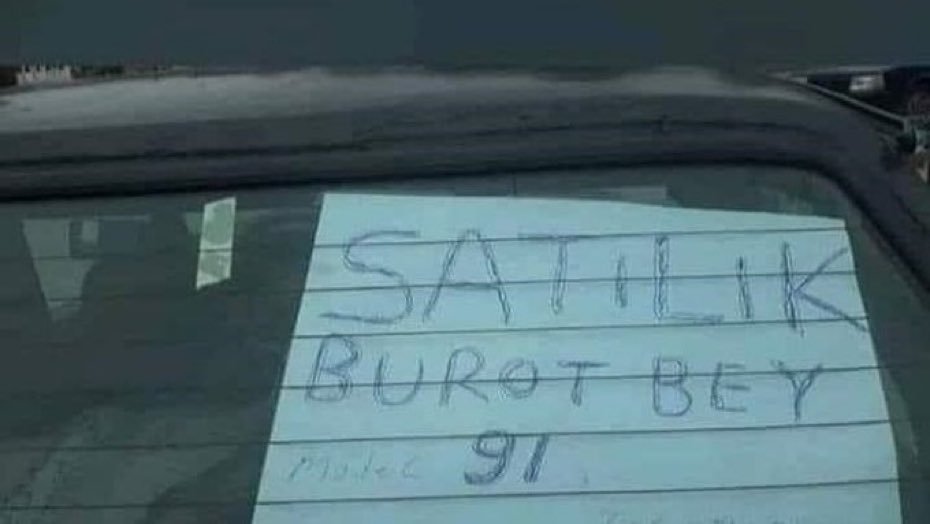 SATILIK
BUROT BEY
Model 91